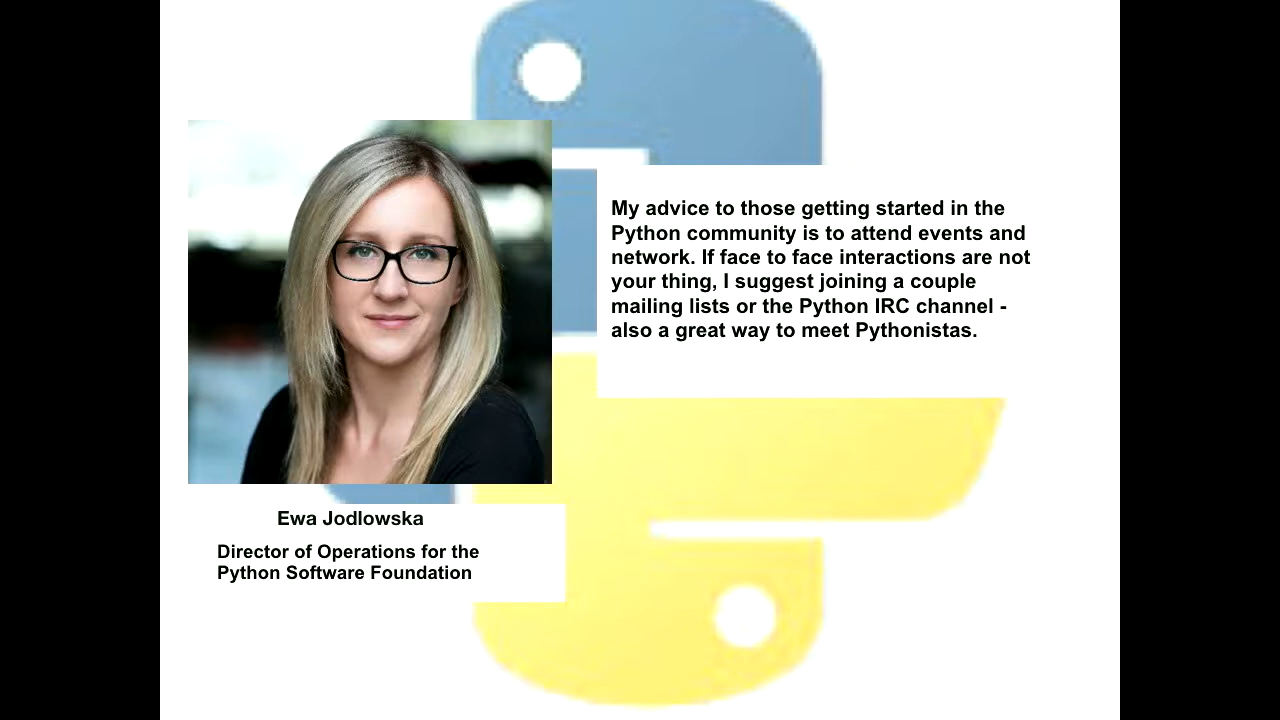 My advice to those getting started in the
Python community is to attend events and
network. If face to face interactions are not
your thing, I suggest joining a couple
mailing lists or the Python IRC channel -
also a great way to meet Pythonistas.
Ewa Jodlowska
Director of Operations for the
Python Software Foundation